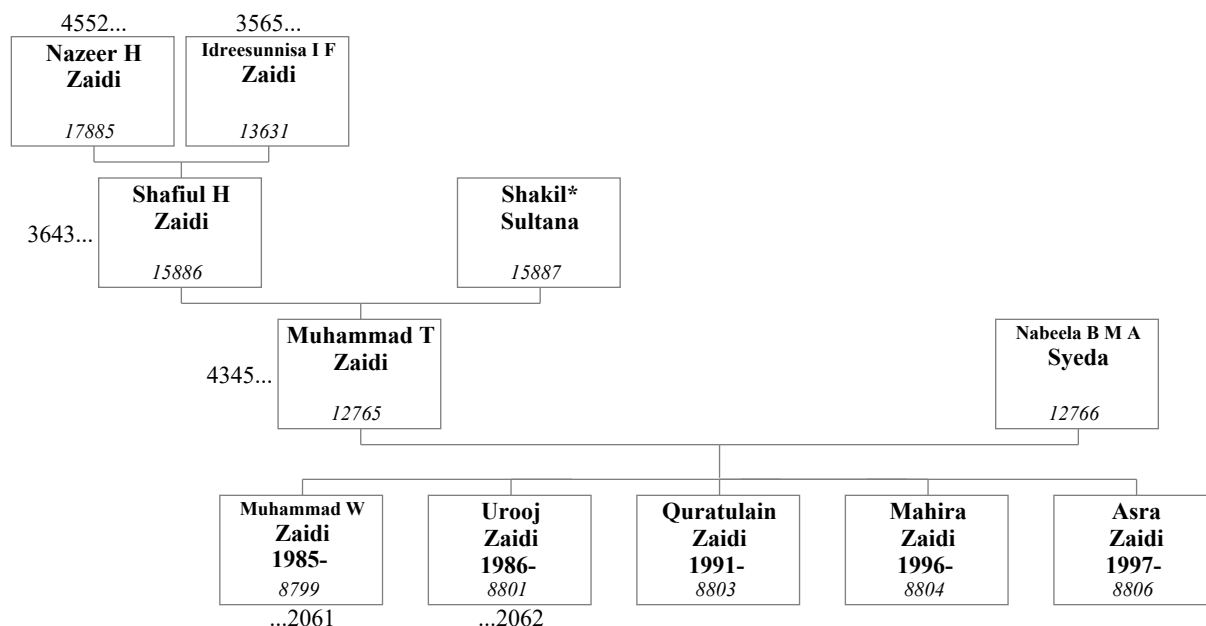 4552...
3565...
Nazeer H
Zaidi
17885
Idreesunnisa I F
Zaidi
13631
3643...
Shafiul H
Zaidi
15886
Shakil*
Sultana
15887
4345...
Muhammad T
Zaidi
12765
Nabeela B M A
Syeda
12766
Muhammad W
Zaidi
1985-
8799
...2061
Urooj
Zaidi
1986-
8801
...2062
Quratulain
Zaidi
1991-
8803
Mahira
Zaidi
1996-
8804
Asra
Zaidi
1997-
8806